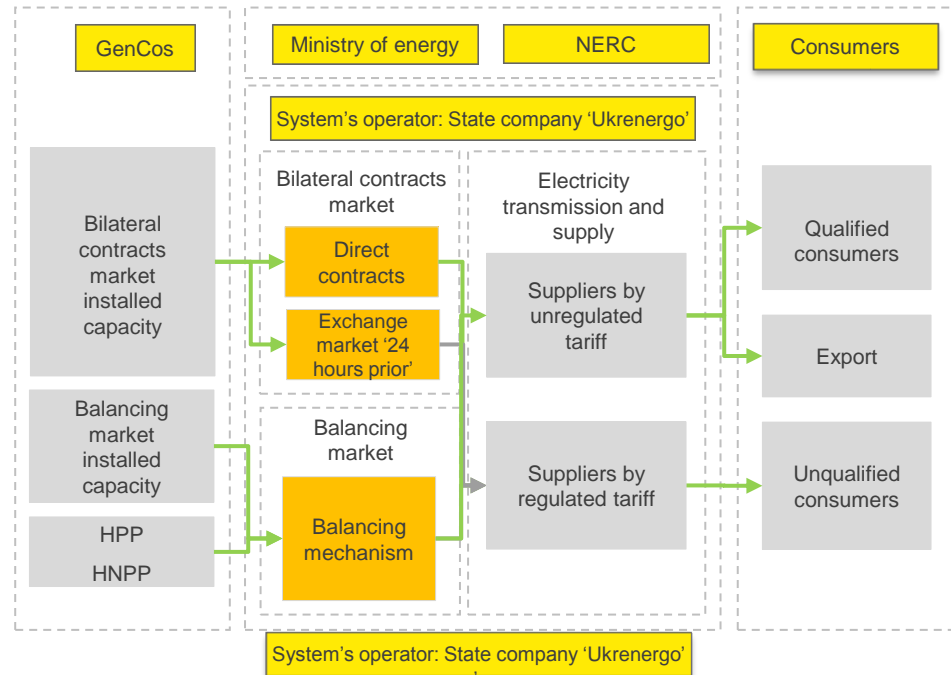 GenCos
Ministry of energy
NERC
Consumers
System's operator: State company ‘Ukrenergo’
Bilateral
contracts
market
installed
capacity
Balancing
market
installed
capacity
HPP
HNPP
Bilateral contracts
market
Direct
contracts
Exchange
market ‘24
hours prior’
Balancing
market
Balancing
mechanism
Electricity
transmission and
supply
Suppliers by
unregulated
tariff
Suppliers by
regulated tariff
Qualified
consumers
Export
Unqualified
consumers
System's operator: State company ‘Ukrenergo’